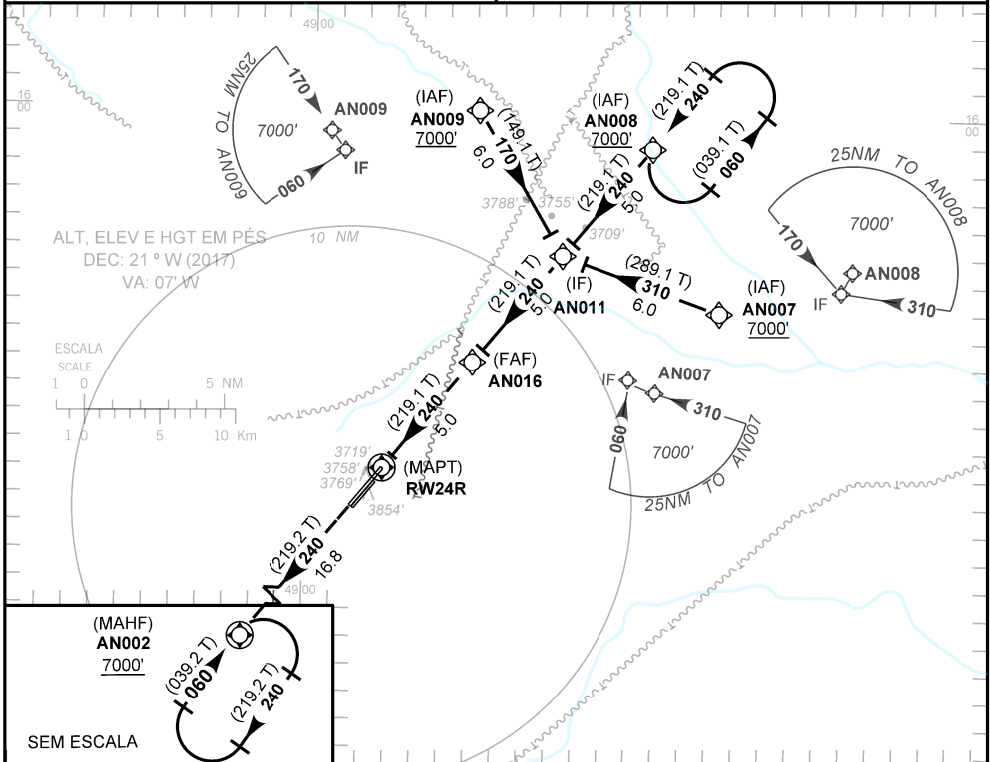 49 00
16
00
16
00
25NM TO AN009
170
AN009
7000'
IF
060
(IAF)
AN009
7000'
(149.1 T)
170
6.0
(IAF)
AN008
7000'
(219.1 T)
240
(039.1 T)
060
(219.1 T)
240
5.0
3788'
3755'
3709'
25NM TO AN008
7000'
170
AN008
IF
310
ALT, ELEV E HGT EM PÉS
DEC: 21 º W (2017)
VA: 07' W
10 NM
(IF)
AN011
(289.1 T)
310
6.0
(IAF)
AN007
7000'
(219.1 T)
240
5.0
ESCALA
SCALE
1 0 5 NM
1 0 5 10 Km
(FAF)
AN016
IF
AN007
310
060
7000'
25NM TO AN007
(219.1 T)
240
5.0
3719'
3758'
3769'
3854'
(MAPT)
RW24R
(219.2 T)
240
16.8
49 00
(MAHF)
AN002
7000'
(039.2 T)
060
(219.2 T)
240
SEM ESCALA